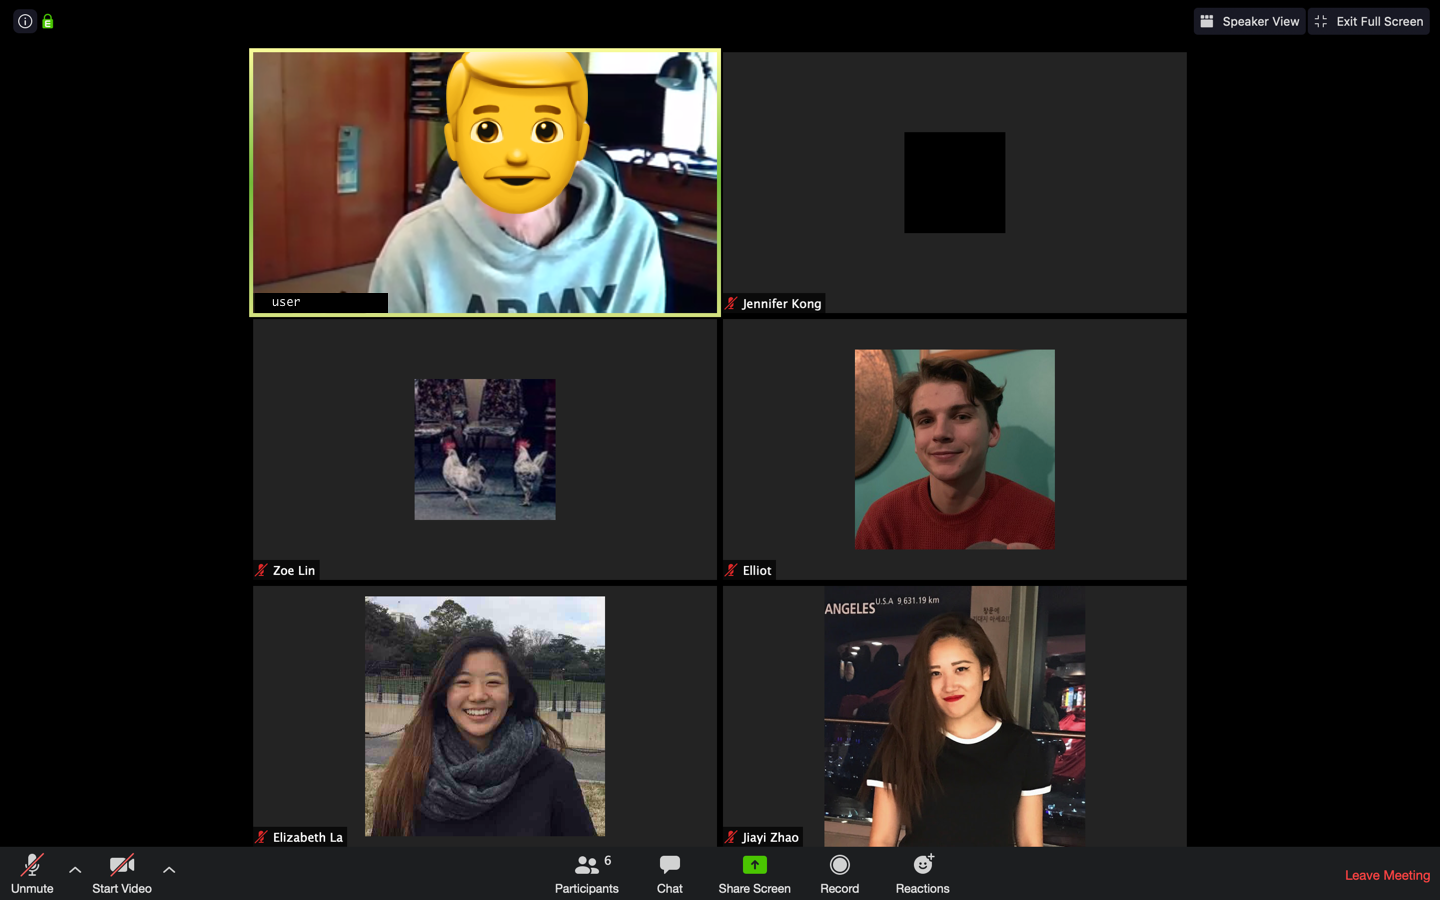 E
Speaker View
Exit Full Screen
ARMY
user
Jennifer Kong
Zoe Lin
Elliot
ANGELES U.S.A 9 631.19 km
Elizabeth La
Jiayi Zhao
Unmute
Start Video
6
Participants
Chat
Share Screen
Record
Reactions
Leave Meeting